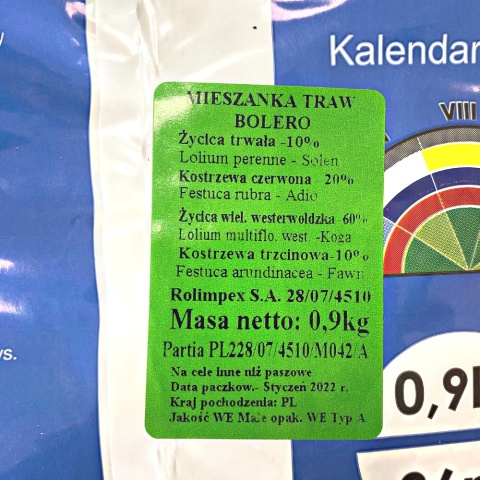 Kalendar
VIII
MIESZANKA TRAW
BOLERO
Życica trwała -10%
Lolium perenne - Solen
Kostrzewa czerwona - 20%
Festuca rubra - Adio
Życica wiel. westerwoldzka -60%
Lolium multiflo. west. -Koga
Kostrzewa trzcinowa-10%
Festuca arundinacea - Fawn
Rolimpex S.A. 28/07/4510
Masa netto: 0,9kg
Partia PL228/07/4510/M042/A
Na cele inne niż paszowe
Data paczkow.- Styczeń 2022 r.
Kraj pochodzenia: PL
Jakość WE Małe opak. WE Typ A
ys.
0,9k